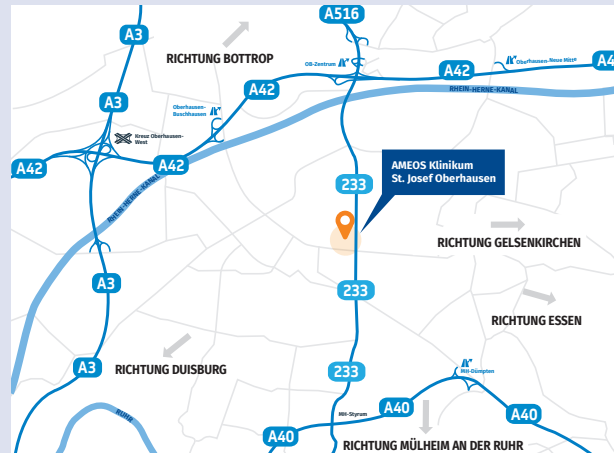 A516
A3
RICHTUNG BOTTROP
OB-Zentrum
Oberhausen-Neue Mitte
A42
A42
A42
RHEIN-HERNE-KANAL
A3
Oberhausen-
Buschhausen
Kreuz Oberhausen-
West
A42
A42
AMEOS Klinikum
St. Josef Oberhausen
233
RHEIN-HERNE-KANAL
RICHTUNG GELSENKIRCHEN
A3
233
RICHTUNG ESSEN
A3
RICHTUNG DUISBURG
233
MH-Dümpten
RUHR
MH-Styrum
A40
A40
A40
RICHTUNG MÜLHEIM AN DER RUHR